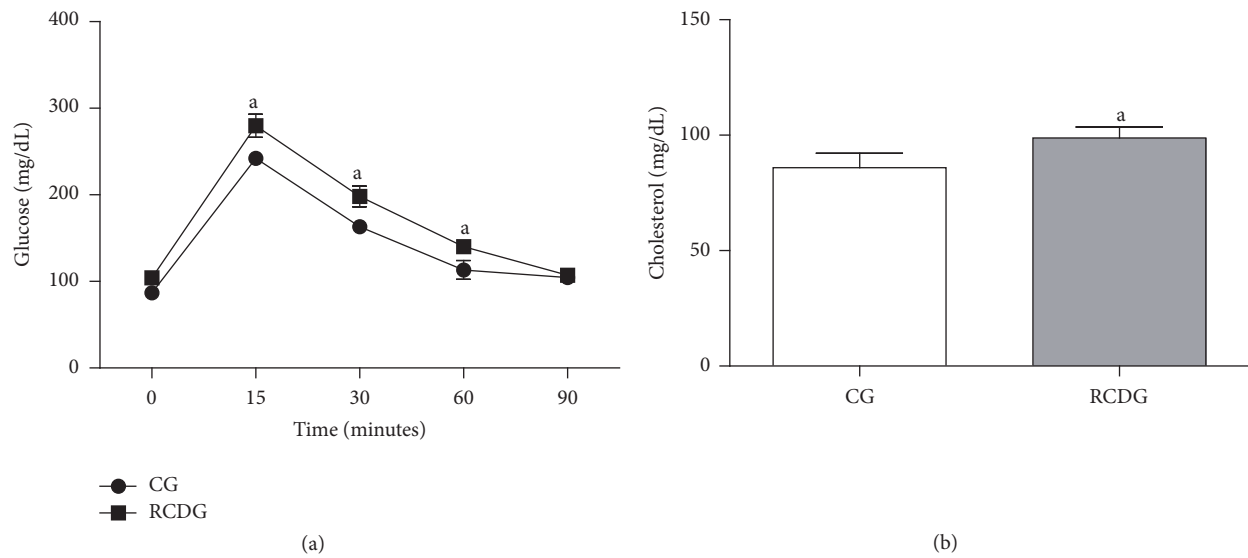 400
300
200
100
0
Glucose (mg/dL)
a
a
a
0 15 30 60 90
Time (minutes)
CG
RCDG
(a)
150
100
50
0
Cholesterol (mg/dL)
a
CG RCDG
(b)